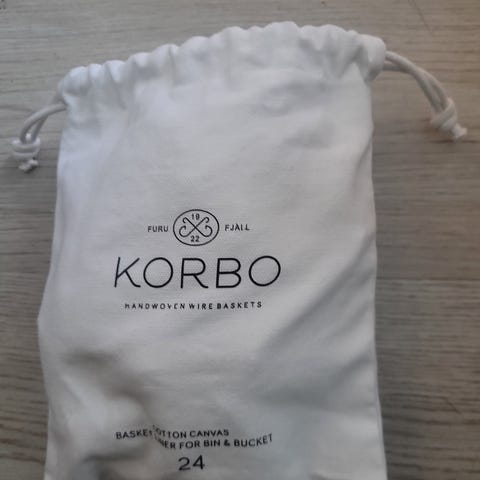 19
FURU FJÄLL
22
KORBO
HANDWOVEN WIRE BASKETS
COTTON CANVAS
FOR BIN & BUCKET
24